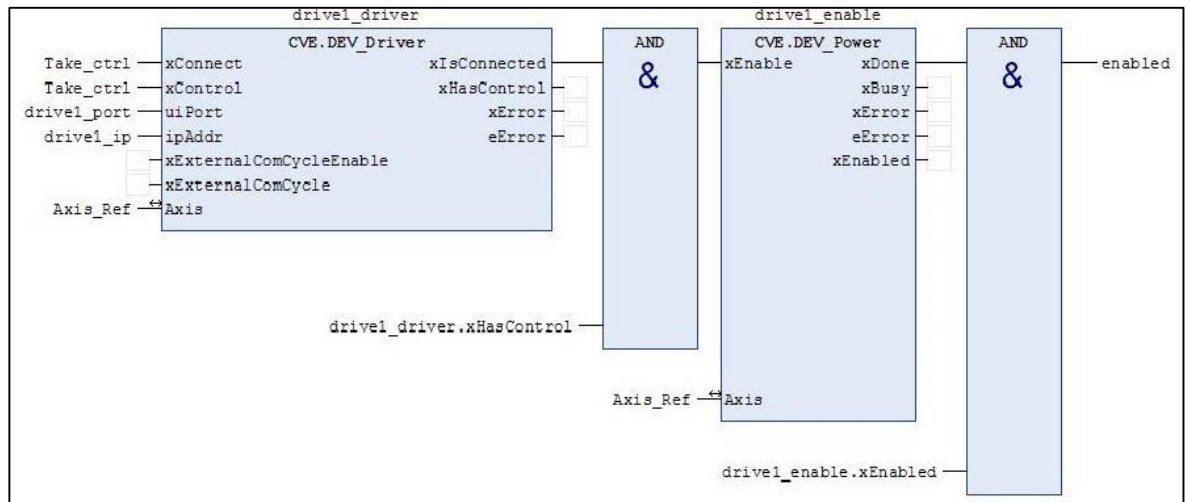 drive1_driver drive1_enable
CVE.DEV_Driver AND CVE.DEV_Power AND
Take_ctrl xConnect xIsConnected & xEnable xDone & enabled
Take_ctrl xControl xHasControl xBusy
drive1_port uiPort xError xError
drive1_ip ipAddr eError eError
xExternalComCycleEnable xEnabled
xExternalComCycle
Axis_Ref Axis
drive1_driver.xHasControl
Axis_Ref Axis
drive1_enable.xEnabled